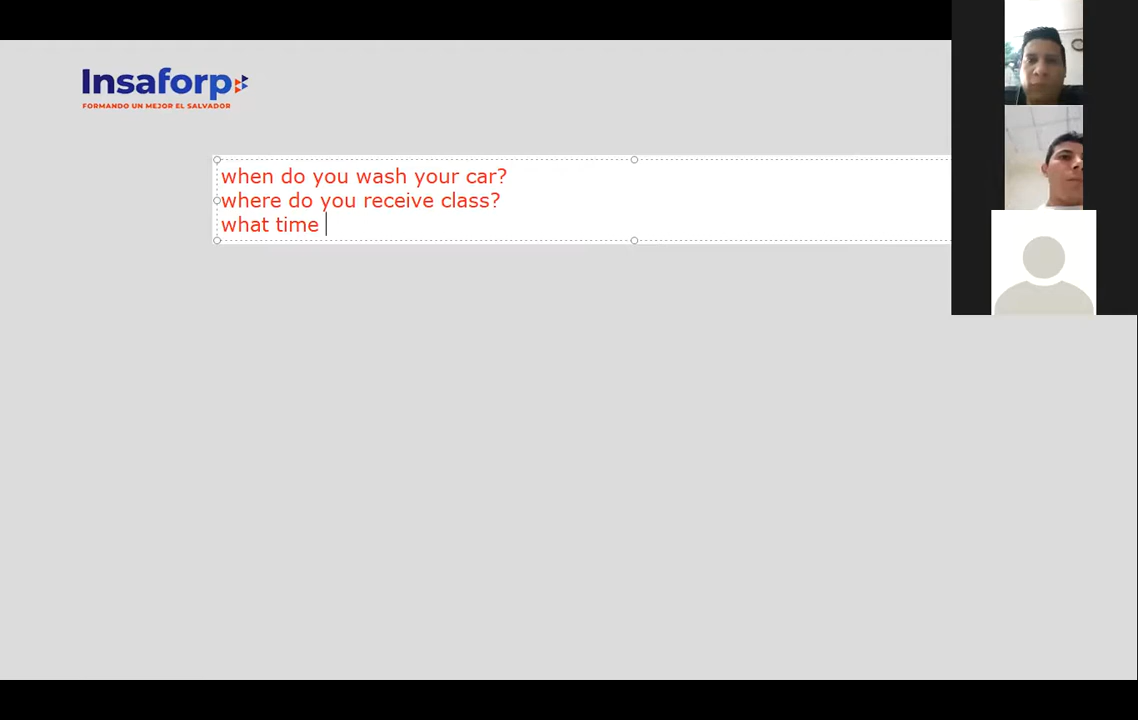 Insaforp
FORMANDO UN MEJOR EL SALVADOR
when do you wash your car?
where do you receive class?
what time